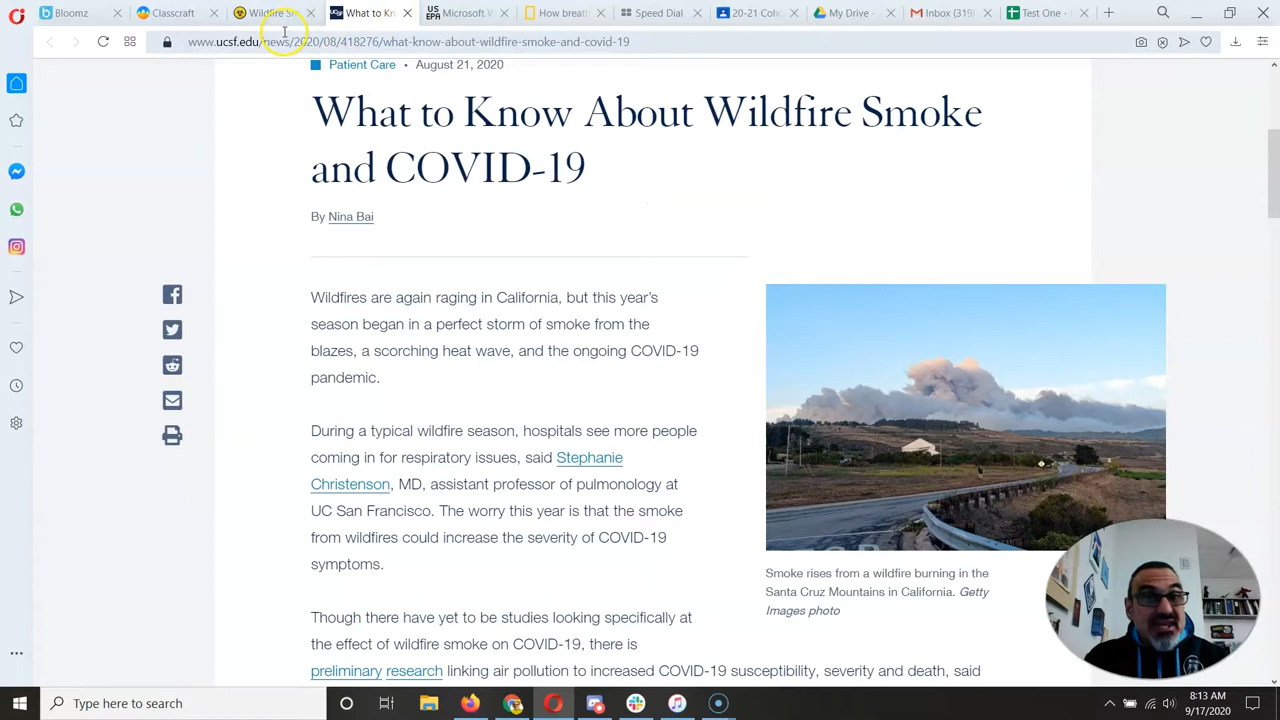 Bloomz
Classcraft
Wildfire Sm
What to Kn
US EPA
Microsoft W
How breat
Speed Dial
20-21
My Drive -
Inbox (319)
Test One -
www.ucsf.edu/news/2020/08/418276/what-know-about-wildfire-smoke-and-covid-19
Patient Care • August 21, 2020
What to Know About Wildfire Smoke
and COVID-19
By Nina Bai
Wildfires are again raging in California, but this year's
season began in a perfect storm of smoke from the
blazes, a scorching heat wave, and the ongoing COVID-19
pandemic.
During a typical wildfire season, hospitals see more people
coming in for respiratory issues, said Stephanie
Christenson, MD, assistant professor of pulmonology at
UC San Francisco. The worry this year is that the smoke
from wildfires could increase the severity of COVID-19
symptoms.
Though there have yet to be studies looking specifically at
the effect of wildfire smoke on COVID-19, there is
preliminary research linking air pollution to increased COVID-19 susceptibility, severity and death, said
Smoke rises from a wildfire burning in the
Santa Cruz Mountains in California. Getty
Images photo
Type here to search
8:13 AM
9/17/2020